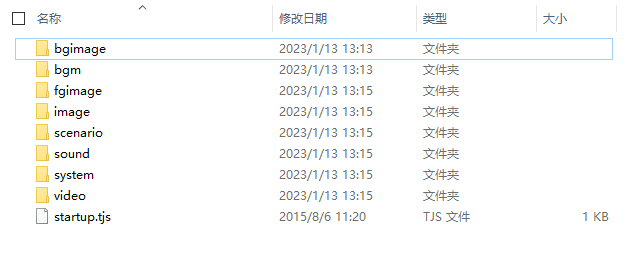 名称 修改日期 类型 大小
bgimage 2023/1/13 13:13 文件夹
bgm 2023/1/13 13:13 文件夹
fgimage 2023/1/13 13:15 文件夹
image 2023/1/13 13:15 文件夹
scenario 2023/1/13 13:15 文件夹
sound 2023/1/13 13:15 文件夹
system 2023/1/13 13:15 文件夹
video 2023/1/13 13:15 文件夹
startup.tjs 2015/8/6 11:20 TJS 文件 1 KB